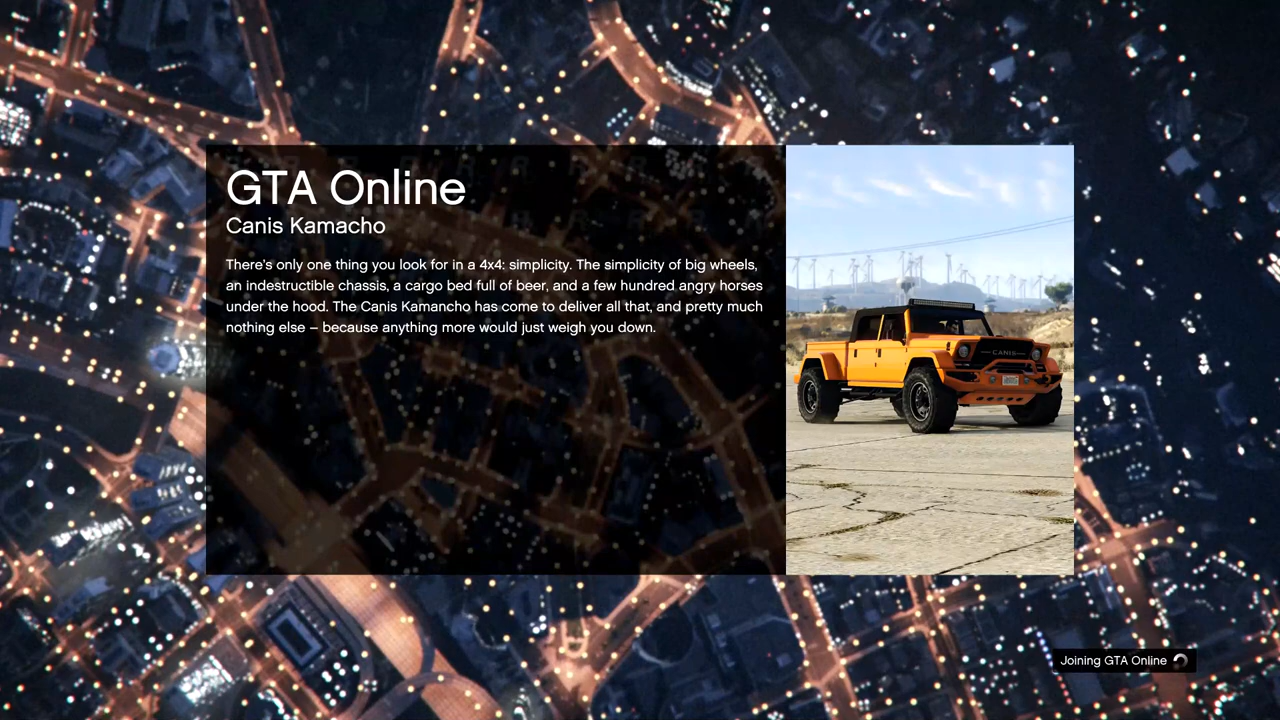 GTA Online
Canis Kamacho
There's only one thing you look for in a 4x4: simplicity. The simplicity of big wheels,
an indestructible chassis, a cargo bed full of beer, and a few hundred angry horses
under the hood. The Canis Kamancho has come to deliver all that, and pretty much
nothing else – because anything more would just weigh you down.
CANIS
Joining GTA Online